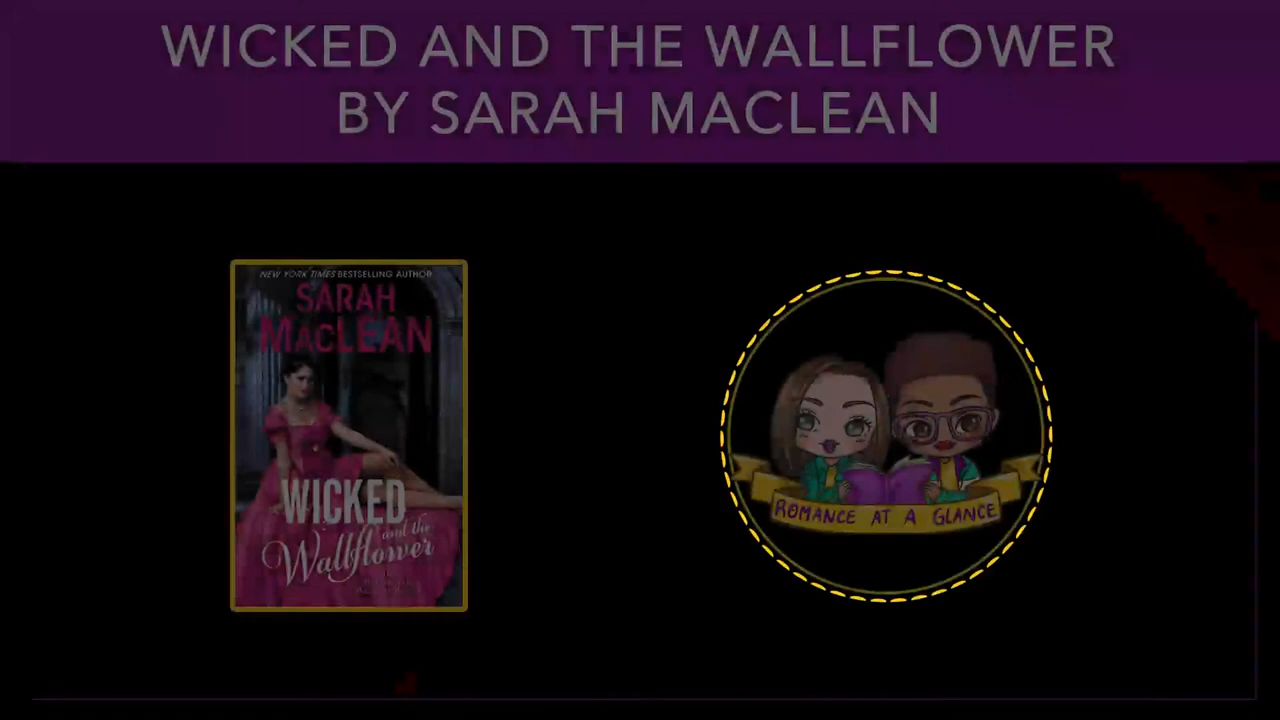 WICKED AND THE WALLFLOWER
BY SARAH MACLEAN
NEW YORK TIMES BESTSELLING AUTHOR
SARAH
MACLEAN
WICKED
and the
Wallflower
ROMANCE AT A GLANCE